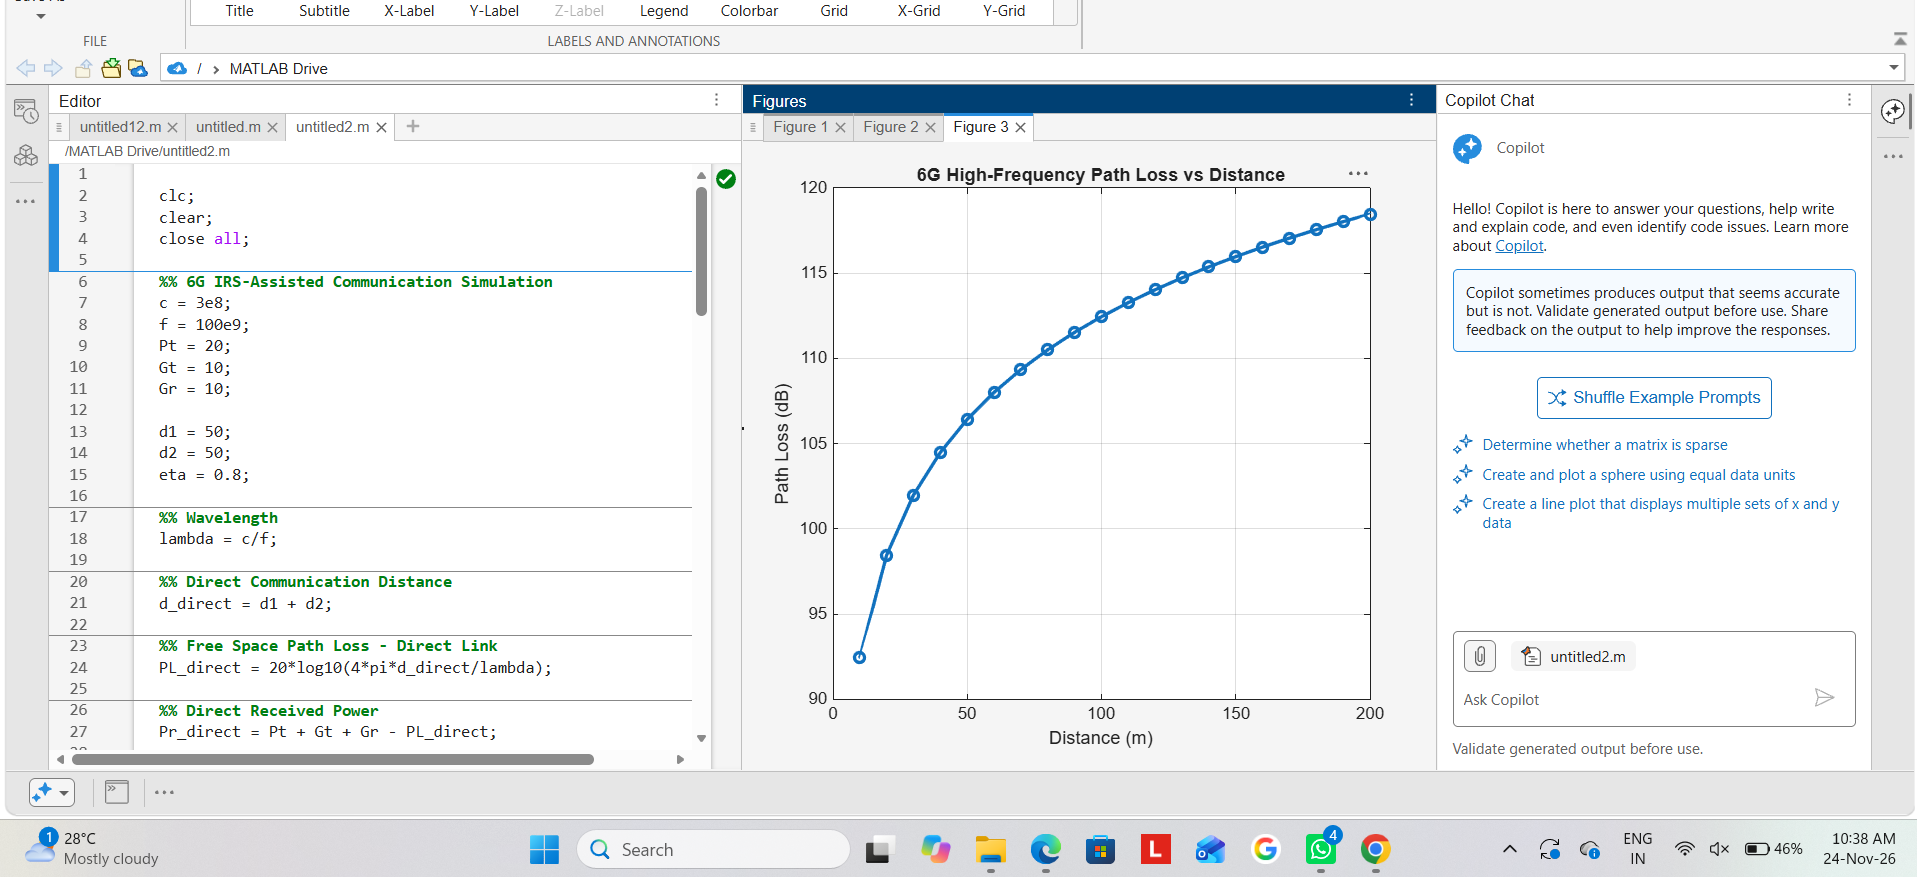 Title Subtitle X-Label Y-Label Z-Label Legend Colorbar Grid X-Grid Y-Grid
FILE
LABELS AND ANNOTATIONS
/ › MATLAB Drive
Editor
untitled12.m × untitled.m × untitled2.m × +
/MATLAB Drive/untitled2.m
1
2 clc;
3 clear;
4 close all;
5
6 %% 6G IRS-Assisted Communication Simulation
7 c = 3e8;
8 f = 100e9;
9 Pt = 20;
10 Gt = 10;
11 Gr = 10;
12
13 d1 = 50;
14 d2 = 50;
15 eta = 0.8;
16
17 %% Wavelength
18 lambda = c/f;
19
20 %% Direct Communication Distance
21 d_direct = d1 + d2;
22
23 %% Free Space Path Loss - Direct Link
24 PL_direct = 20*log10(4*pi*d_direct/lambda);
25
26 %% Direct Received Power
27 Pr_direct = Pt + Gt + Gr - PL_direct;
Figures
Figure 1 × Figure 2 × Figure 3 ×
6G High-Frequency Path Loss vs Distance
120
115
110
105
100
95
90
Path Loss (dB)
0 50 100 150 200
Distance (m)
Copilot Chat
Copilot
Hello! Copilot is here to answer your questions, help write
and explain code, and even identify code issues. Learn more
about Copilot.
Copilot sometimes produces output that seems accurate
but is not. Validate generated output before use. Share
feedback on the output to help improve the responses.
Shuffle Example Prompts
Determine whether a matrix is sparse
Create and plot a sphere using equal data units
Create a line plot that displays multiple sets of x and y
data
untitled2.m
Ask Copilot
Validate generated output before use.
1
28°C
Mostly cloudy
Search
L
4
ENG
IN
46%
10:38 AM
24-Nov-26